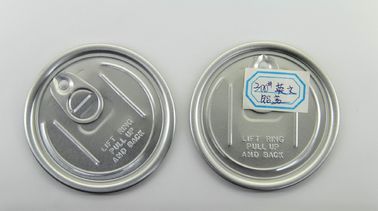 LIFT RING
PULL UP
AND BACK
300# 英文
LIFT RING
PULL UP
AND BACK